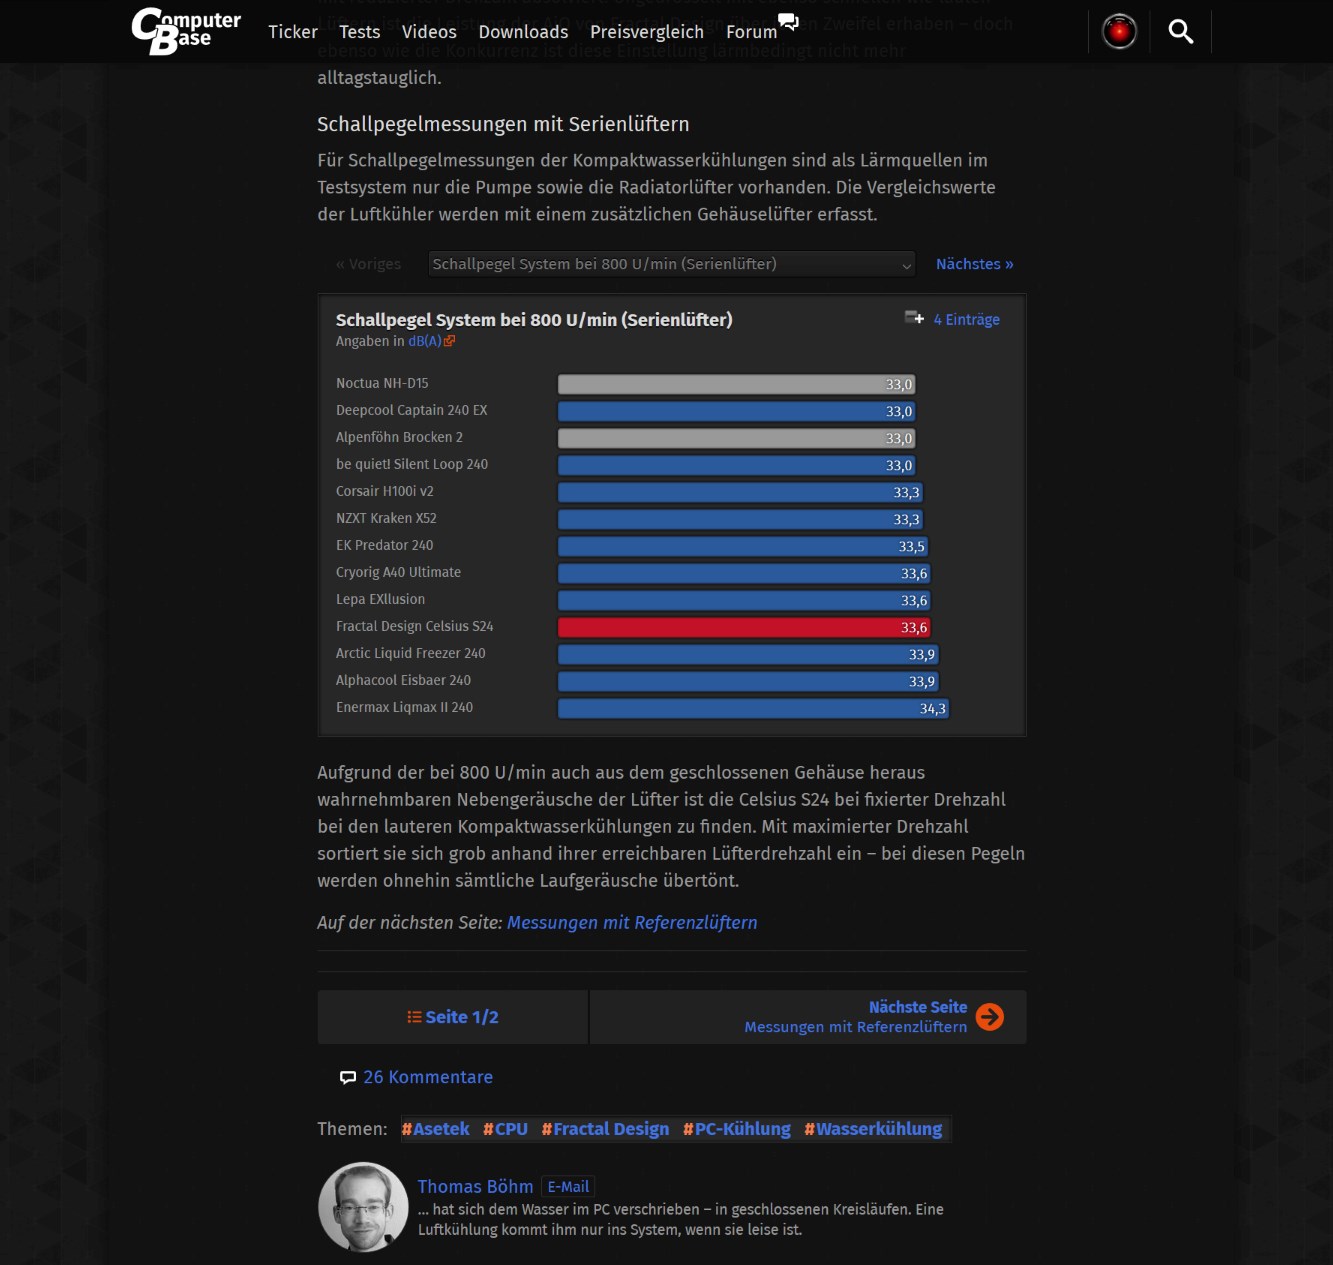 Computer Base
Ticker Tests Videos Downloads Preisvergleich Forum
ebenso wie die Konkurrenz ist diese Einstellung lärmbedingt nicht mehr
alltagstauglich.
Schallpegelmessungen mit Serienlüftern
Für Schallpegelmessungen der Kompaktwasserkühlungen sind als Lärmquellen im
Testsystem nur die Pumpe sowie die Radiatorlüfter vorhanden. Die Vergleichswerte
der Luftkühler werden mit einem zusätzlichen Gehäuselüfter erfasst.
« Voriges Schallpegel System bei 800 U/min (Serienlüfter) Nächstes »
Schallpegel System bei 800 U/min (Serienlüfter) 4 Einträge
Angaben in dB(A)
Noctua NH-D15 33,0
Deepcool Captain 240 EX 33,0
Alpenföhn Brocken 2 33,0
be quiet! Silent Loop 240 33,0
Corsair H100i v2 33,3
NZXT Kraken X52 33,3
EK Predator 240 33,5
Cryorig A40 Ultimate 33,6
Lepa EXllusion 33,6
Fractal Design Celsius S24 33,6
Arctic Liquid Freezer 240 33,9
Alphacool Eisbaer 240 33,9
Enermax Liqmax II 240 34,3
Aufgrund der bei 800 U/min auch aus dem geschlossenen Gehäuse heraus
wahrnehmbaren Nebengeräusche der Lüfter ist die Celsius S24 bei fixierter Drehzahl
bei den lauteren Kompaktwasserkühlungen zu finden. Mit maximierter Drehzahl
sortiert sie sich grob anhand ihrer erreichbaren Lüfterdrehzahl ein – bei diesen Pegeln
werden ohnehin sämtliche Laufgeräusche übertönt.
Auf der nächsten Seite: Messungen mit Referenzlüftern
Seite 1/2
Nächste Seite
Messungen mit Referenzlüftern
26 Kommentare
Themen: #Asetek #CPU #Fractal Design #PC-Kühlung #Wasserkühlung
Thomas Böhm E-Mail
… hat sich dem Wasser im PC verschrieben – in geschlossenen Kreisläufen. Eine
Luftkühlung kommt ihm nur ins System, wenn sie leise ist.